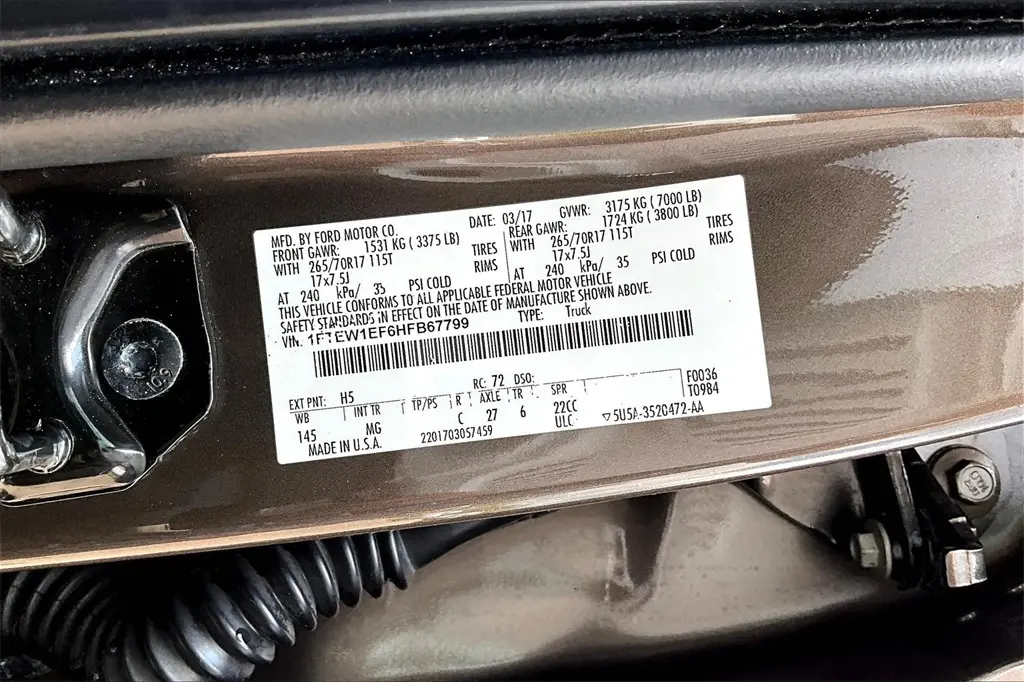 MFD. BY FORD MOTOR CO. DATE: 03/17 GVWR: 3175 KG ( 7000 LB)
FRONT GAWR: 1531 KG ( 3375 LB) REAR GAWR: 1724 KG ( 3800 LB)
WITH 265/70R17 115T TIRES WITH 265/70R17 115T TIRES
17x7.5J RIMS 17x7.5J RIMS
AT 240 kPa/ 35 PSI COLD AT 240 kPa/ 35 PSI COLD
THIS VEHICLE CONFORMS TO ALL APPLICABLE FEDERAL MOTOR VEHICLE
SAFETY STANDARDS IN EFFECT ON THE DATE OF MANUFACTURE SHOWN ABOVE.
VIN: 1FTEW1EF6HFB67799 TYPE: Truck
EXT PNT: H5 RC: 72 DSO: F0036
WB INT TR TP/PS R AXLE TR SPR T0984
145 MG C 27 6 22CC
MADE IN U.S.A. 2201703057459 ULC 5U5A-3520472-AA